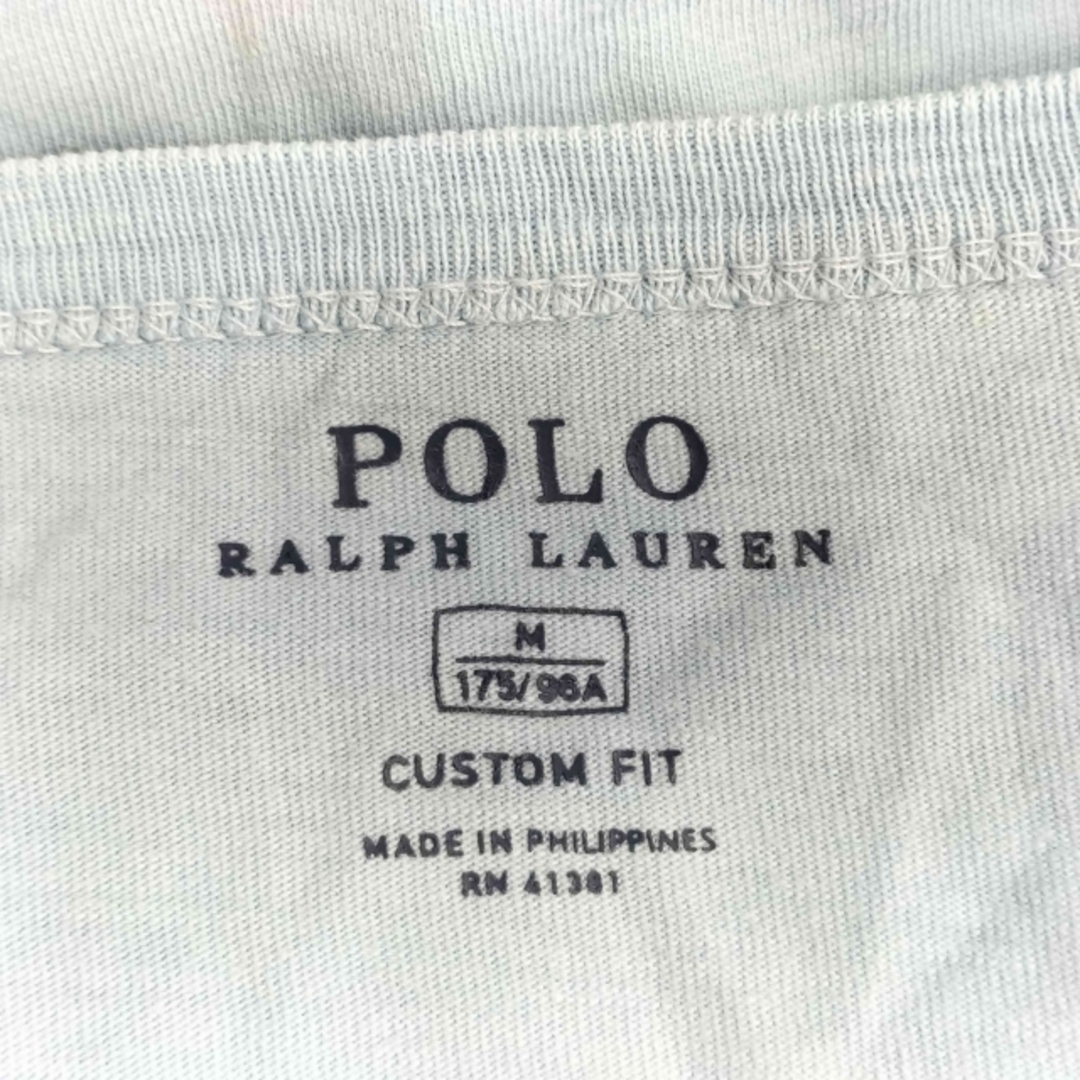 POLO
RALPH LAUREN
M
175/96A
CUSTOM FIT
MADE IN PHILIPPINES
RN 41381